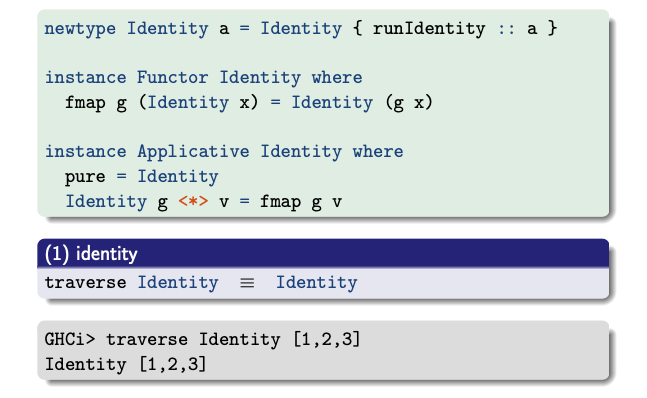 newtype Identity a = Identity { runIdentity :: a }
instance Functor Identity where
  fmap g (Identity x) = Identity (g x)
instance Applicative Identity where
  pure = Identity
  Identity g <*> v = fmap g v
(1) identity
traverse Identity ≡ Identity
GHCi> traverse Identity [1,2,3]
Identity [1,2,3]